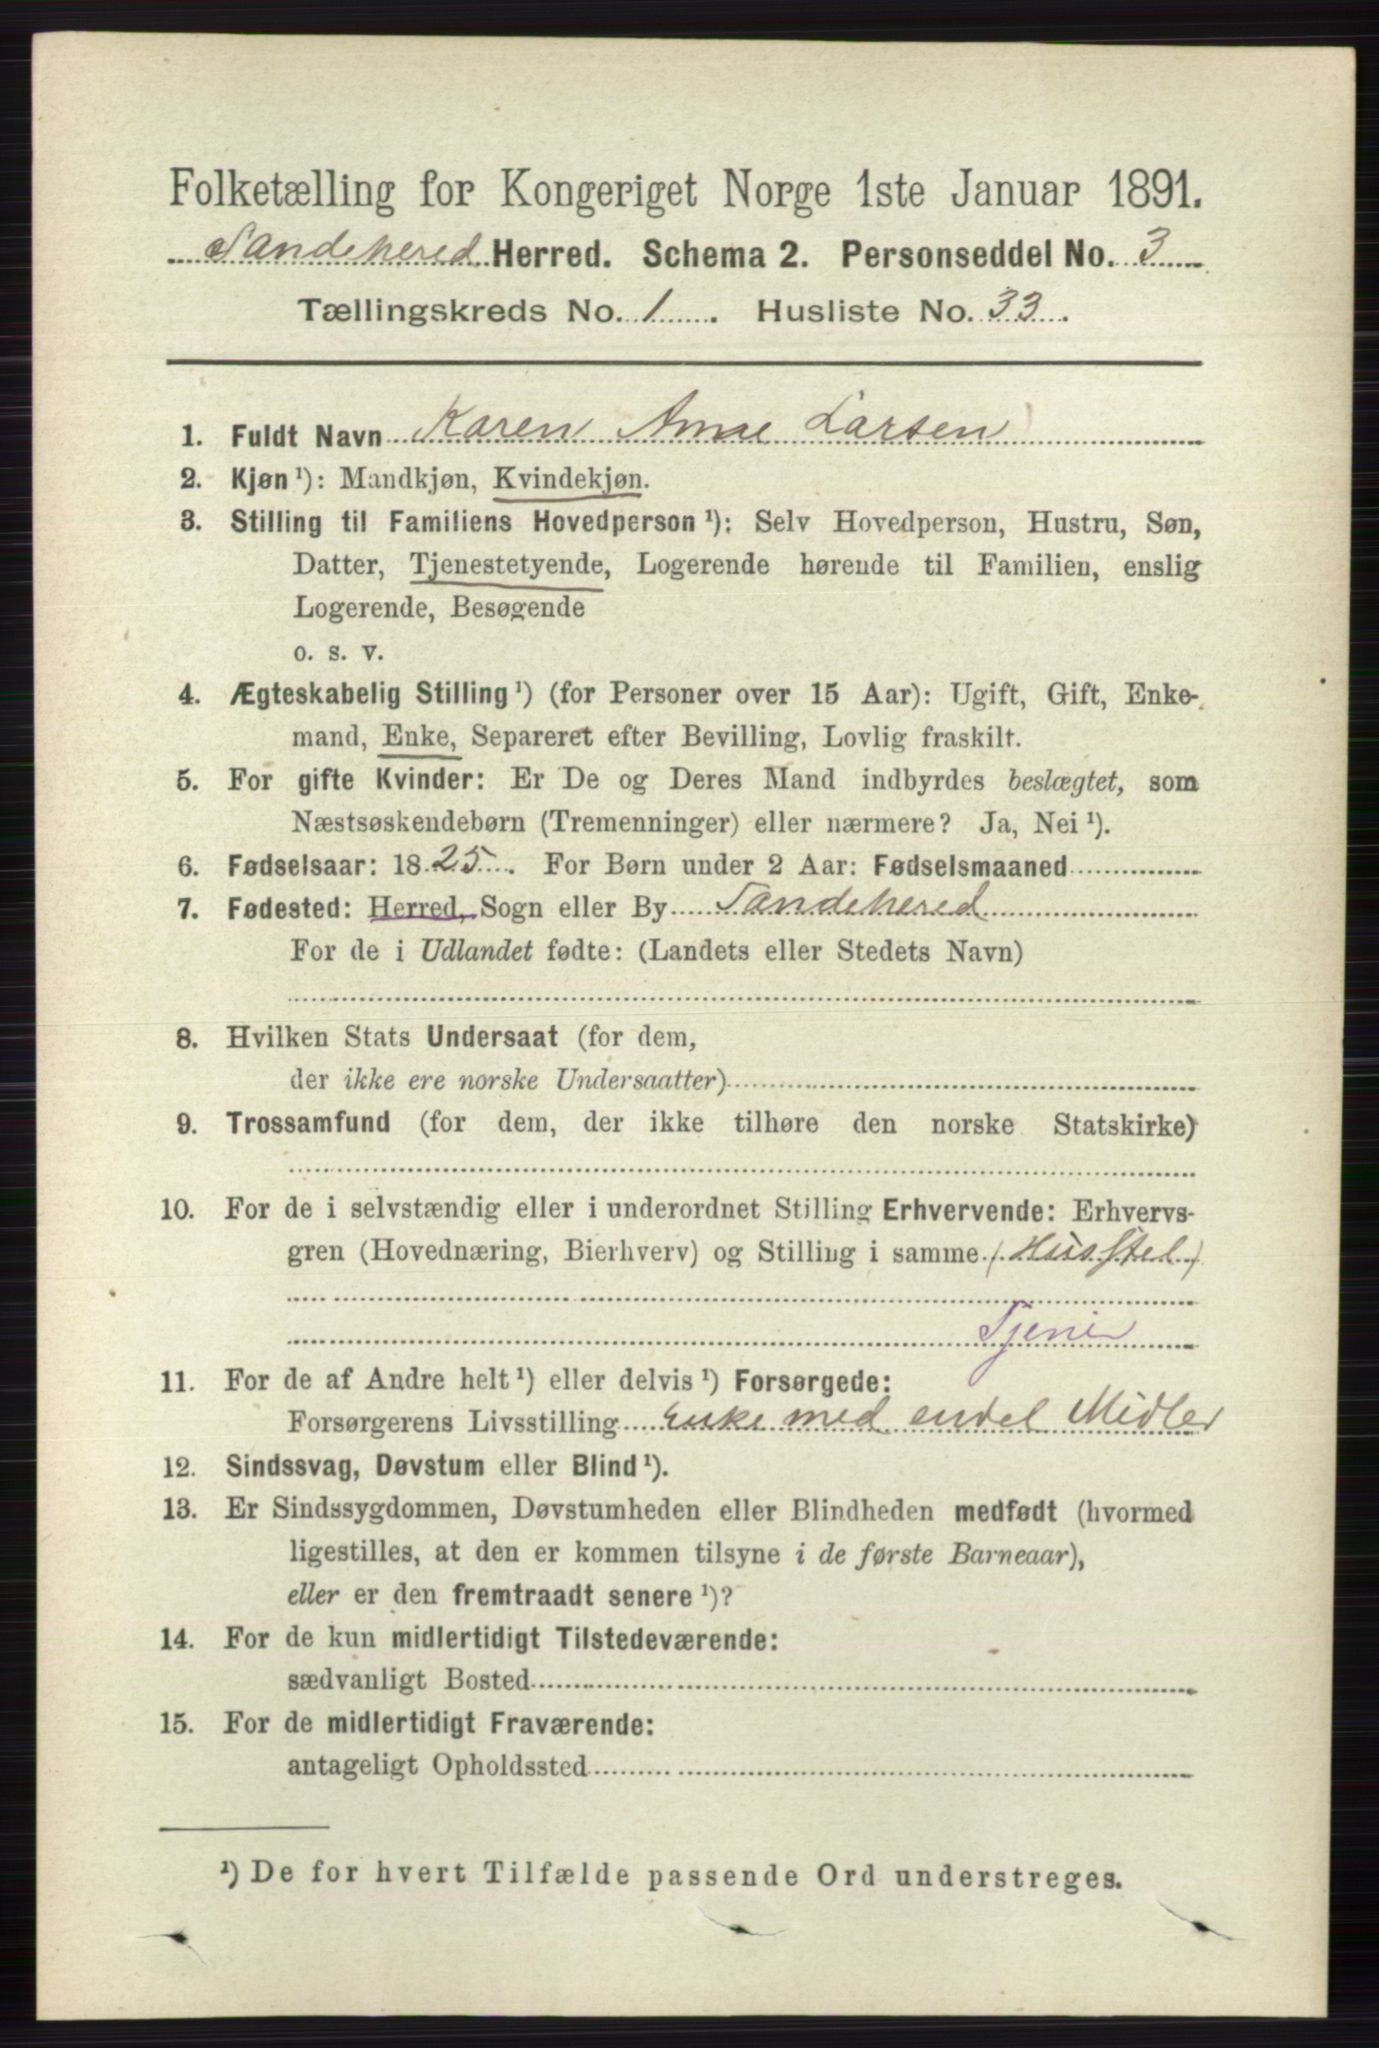 Folketælling for Kongeriget Norge 1ste Januar 1891.
Sandehered Herred. Schema 2. Personseddel No. 3
Tællingskreds No. 1. Husliste No. 33.
1. Fuldt Navn Karen Anne Larsen
2. Kjøn ¹): Mandkjøn, Kvindekjøn.
3. Stilling til Familiens Hovedperson ¹): Selv Hovedperson, Hustru, Søn,
Datter, Tjenestetyende, Logerende hørende til Familien, enslig
Logerende, Besøgende
o. s. v.
4. Ægteskabelig Stilling ¹) (for Personer over 15 Aar): Ugift, Gift, Enke-
mand, Enke, Separeret efter Bevilling, Lovlig fraskilt.
5. For gifte Kvinder: Er De og Deres Mand indbyrdes beslægtet, som
Næstsøskendebørn (Tremenninger) eller nærmere? Ja, Nei ¹).
6. Fødselsaar: 1825. For Børn under 2 Aar: Fødselsmaaned
7. Fødested: Herred, Sogn eller By Sandehered
For de i Udlandet fødte: (Landets eller Stedets Navn)
8. Hvilken Stats Undersaat (for dem,
der ikke ere norske Undersaatter)
9. Trossamfund (for dem, der ikke tilhøre den norske Statskirke)
10. For de i selvstændig eller i underordnet Stilling Erhvervende: Erhvervs-
gren (Hovednæring, Bierhverv) og Stilling i samme (Husstel)
Tjener
11. For de af Andre helt ¹) eller delvis ¹) Forsørgede:
Forsørgerens Livsstilling Enke med endel Midler
12. Sindssvag, Døvstum eller Blind ¹).
13. Er Sindssygdommen, Døvstumheden eller Blindheden medfødt (hvormed
ligestilles, at den er kommen tilsyne i de første Barneaar),
eller er den fremtraadt senere ¹)?
14. For de kun midlertidigt Tilstedeværende:
sædvanligt Bosted
15. For de midlertidigt Fraværende:
antageligt Opholdssted
¹) De for hvert Tilfælde passende Ord understreges.